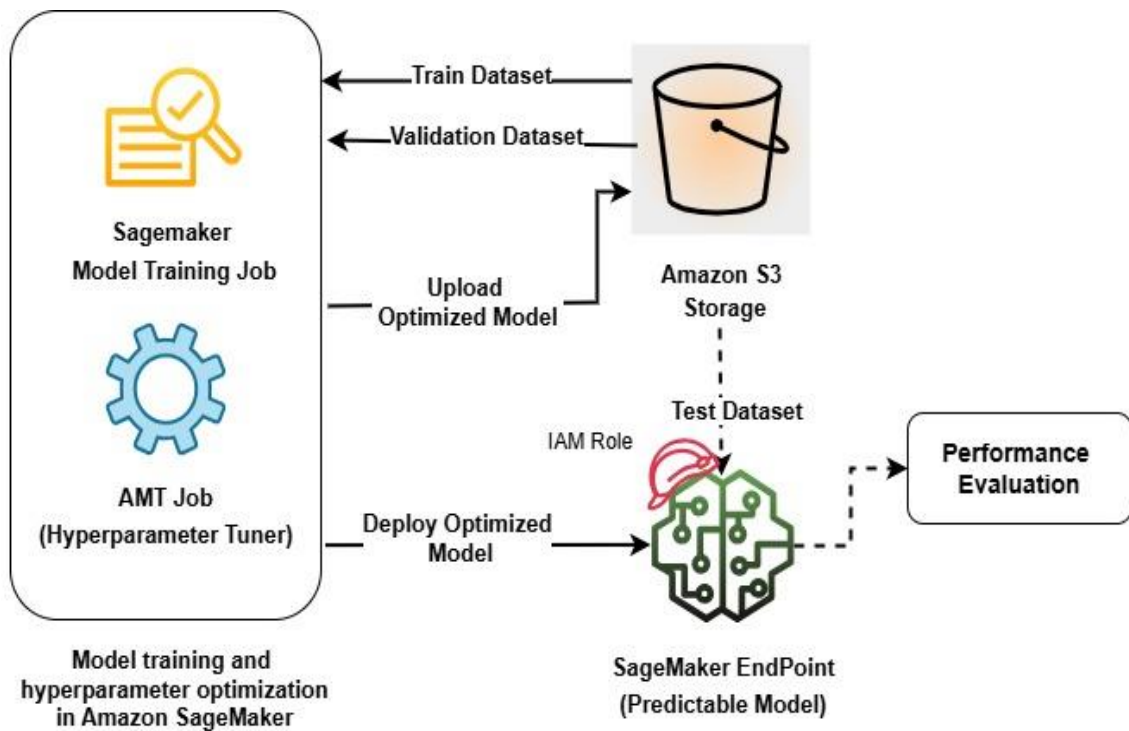 Train Dataset
Validation Dataset
Sagemaker
Model Training Job
Upload
Optimized Model
Amazon S3
Storage
Test Dataset
IAM Role
AMT Job
(Hyperparameter Tuner)
Deploy Optimized
Model
Performance
Evaluation
Model training and
hyperparameter optimization
in Amazon SageMaker
SageMaker EndPoint
(Predictable Model)